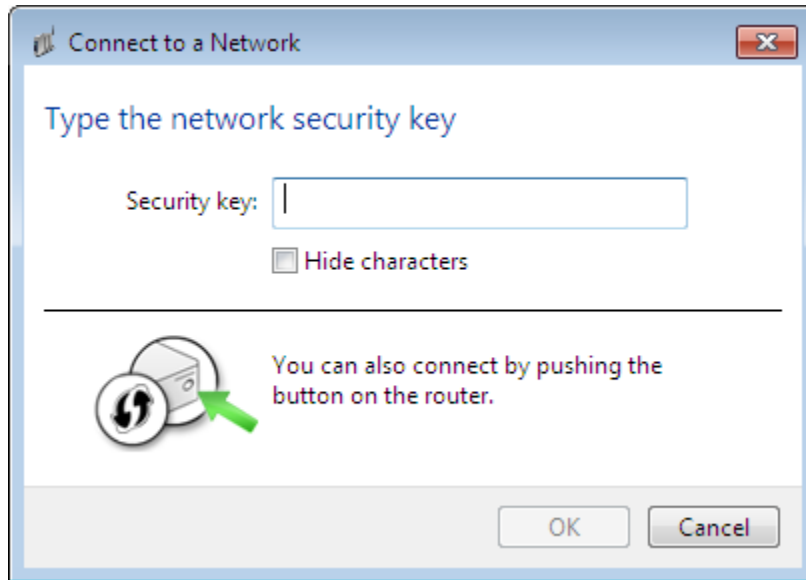 Connect to a Network
Type the network security key
Security key:
Hide characters
You can also connect by pushing the
button on the router.
OK
Cancel